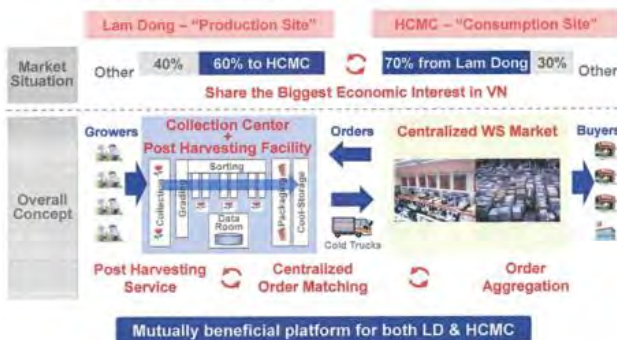 Lam Dong – “Production Site”
HCMC – “Consumption Site”
Market Situation
Other
40%
60% to HCMC
70% from Lam Dong
30%
Other
Share the Biggest Economic Interest in VN
Overall Concept
Growers
Collection Center
+
Post Harvesting Facility
Collection
Grading
Sorting
Data
Room
Packaging
Cool-Storage
Orders
Cold Trucks
Centralized WS Market
Buyers
Post Harvesting
Service
Centralized
Order Matching
Order
Aggregation
Mutually beneficial platform for both LD & HCMC